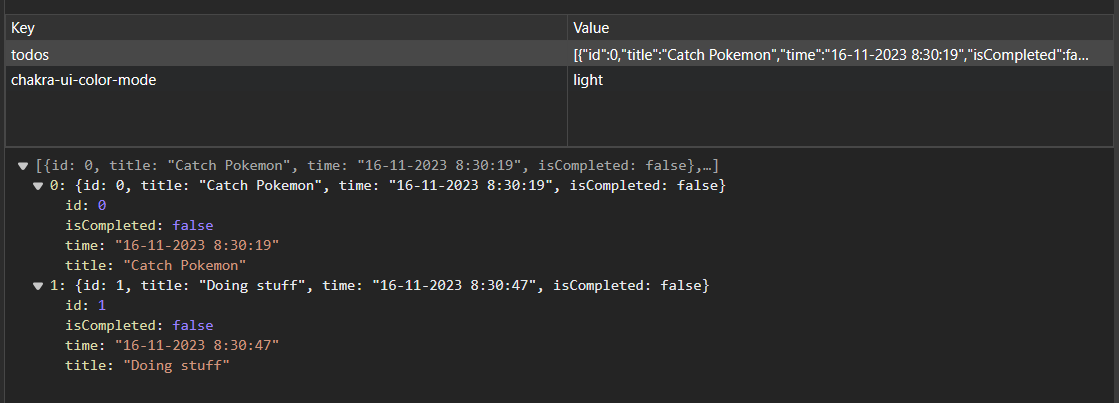 Key Value
todos [{"id":0,"title":"Catch Pokemon","time":"16-11-2023 8:30:19","isCompleted":fa...
chakra-ui-color-mode light
[{id: 0, title: "Catch Pokemon", time: "16-11-2023 8:30:19", isCompleted: false},…]
0: {id: 0, title: "Catch Pokemon", time: "16-11-2023 8:30:19", isCompleted: false}
id: 0
isCompleted: false
time: "16-11-2023 8:30:19"
title: "Catch Pokemon"
1: {id: 1, title: "Doing stuff", time: "16-11-2023 8:30:47", isCompleted: false}
id: 1
isCompleted: false
time: "16-11-2023 8:30:47"
title: "Doing stuff"